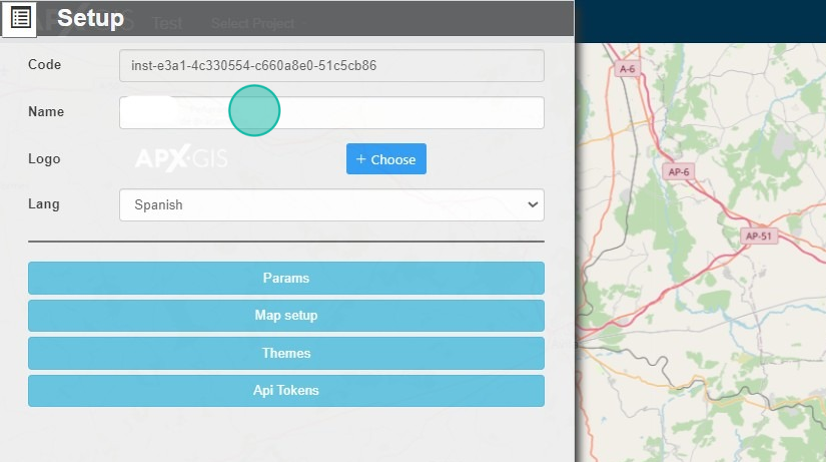 Setup
APXGIS Test Select Project
Code
inst-e3a1-4c330554-c660a8e0-51c5cb86
Name
Logo
APX·GIS
+ Choose
Lang
Spanish
Params
Map setup
Themes
Api Tokens
A-6
AP-6
AP-51